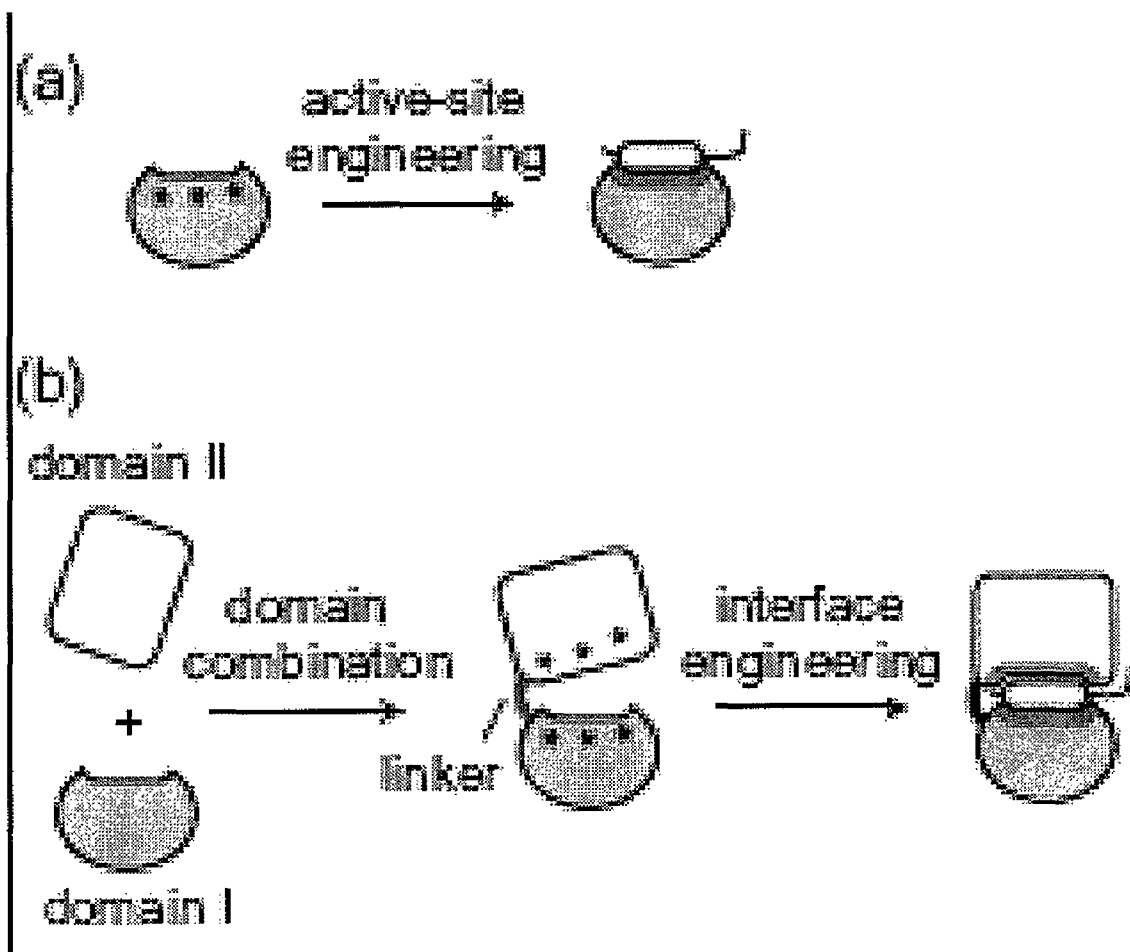 (a)
active-site
engineering
(b)
domain II
domain
combination
+
linker
interface
engineering
domain I